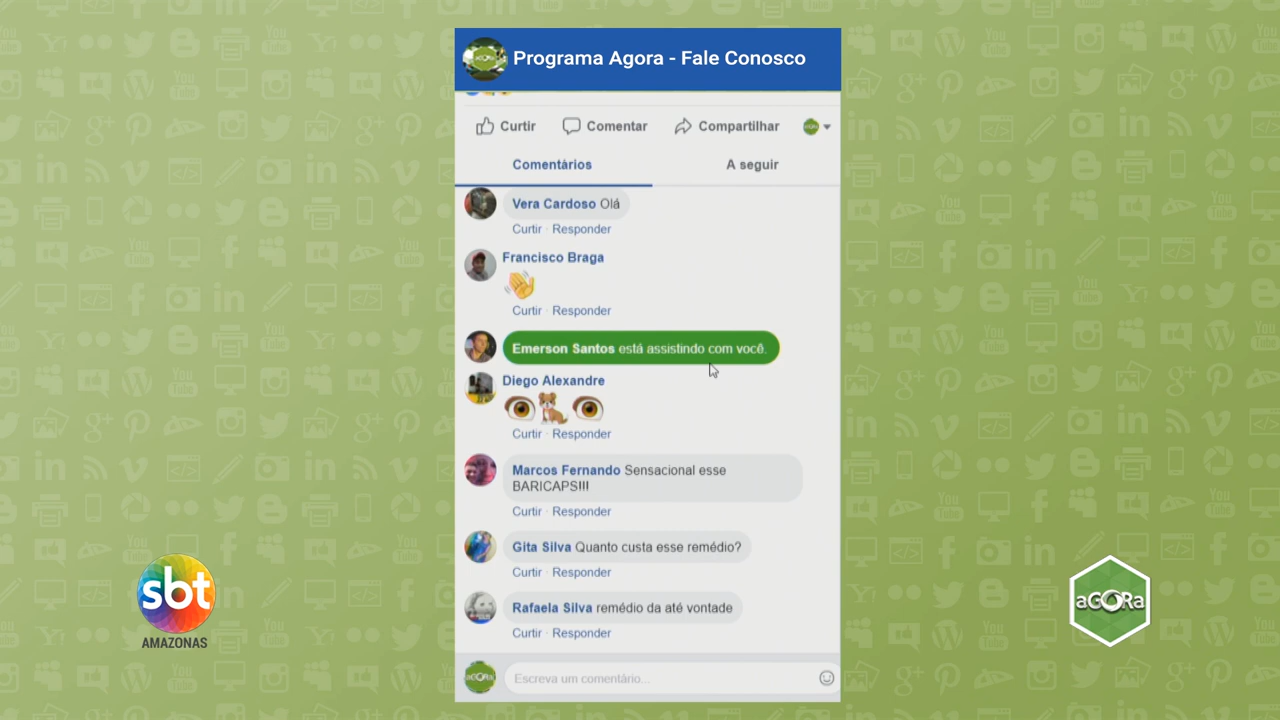 Programa Agora - Fale Conosco
Curtir Comentar Compartilhar
Comentários A seguir
Vera Cardoso Olá
Curtir · Responder
Francisco Braga
Curtir · Responder
Emerson Santos está assistindo com você.
Diego Alexandre
Curtir · Responder
Marcos Fernando Sensacional esse
BARICAPS!!!
Curtir · Responder
Gita Silva Quanto custa esse remédio?
Curtir · Responder
Rafaela Silva remédio da até vontade
Curtir · Responder
Escreva um comentário...
sbt
AMAZONAS
aGORa